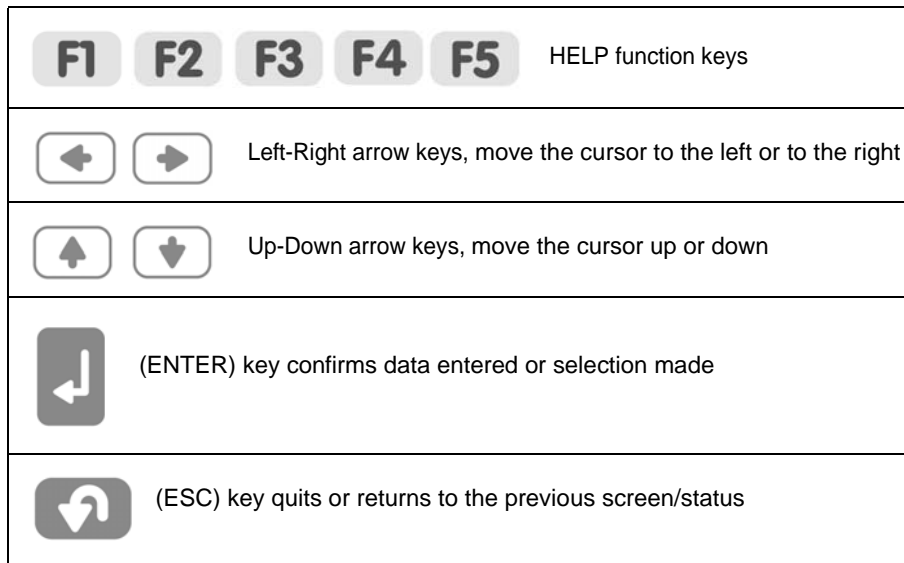 F1 F2 F3 F4 F5 HELP function keys
Left-Right arrow keys, move the cursor to the left or to the right
Up-Down arrow keys, move the cursor up or down
(ENTER) key confirms data entered or selection made
(ESC) key quits or returns to the previous screen/status